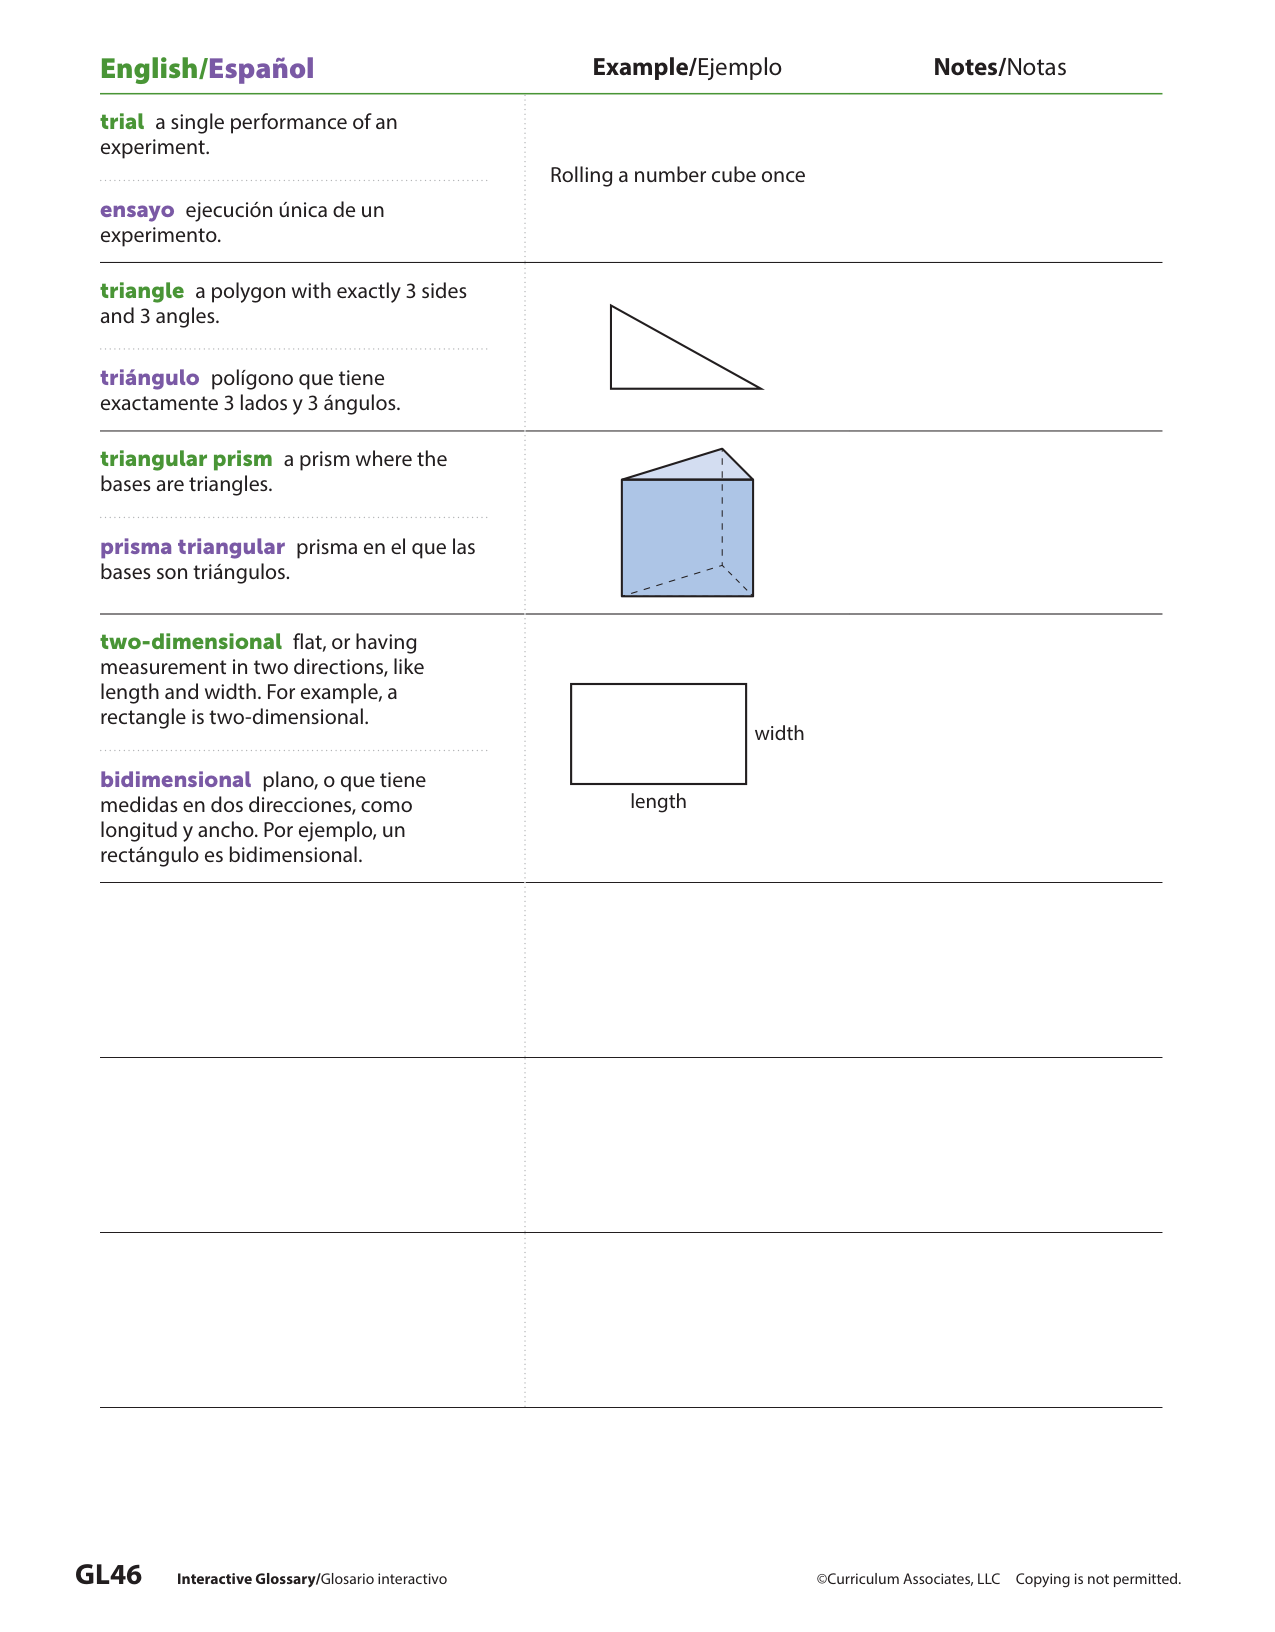 English/Español
Example/Ejemplo
Notes/Notas
trial a single performance of an
experiment.
ensayo ejecución única de un
experimento.
Rolling a number cube once
triangle a polygon with exactly 3 sides
and 3 angles.
triángulo polígono que tiene
exactamente 3 lados y 3 ángulos.
triangular prism a prism where the
bases are triangles.
prisma triangular prisma en el que las
bases son triángulos.
two-dimensional flat, or having
measurement in two directions, like
length and width. For example, a
rectangle is two-dimensional.
bidimensional plano, o que tiene
medidas en dos direcciones, como
longitud y ancho. Por ejemplo, un
rectángulo es bidimensional.
width
length
GL46 Interactive Glossary/Glosario interactivo
©Curriculum Associates, LLC Copying is not permitted.